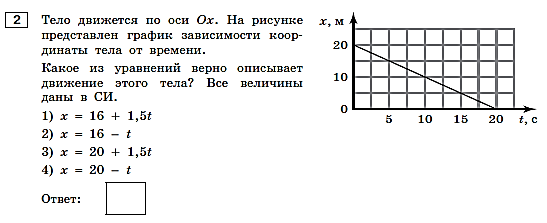 2 Тело движется по оси Ox. На рисунке
представлен график зависимости коор-
динаты тела от времени.
Какое из уравнений верно описывает
движение этого тела? Все величины
даны в СИ.
1) x = 16 + 1,5t
2) x = 16 − t
3) x = 20 + 1,5t
4) x = 20 − t
Ответ:
x, м
20
10
0
5 10 15 20 t, с